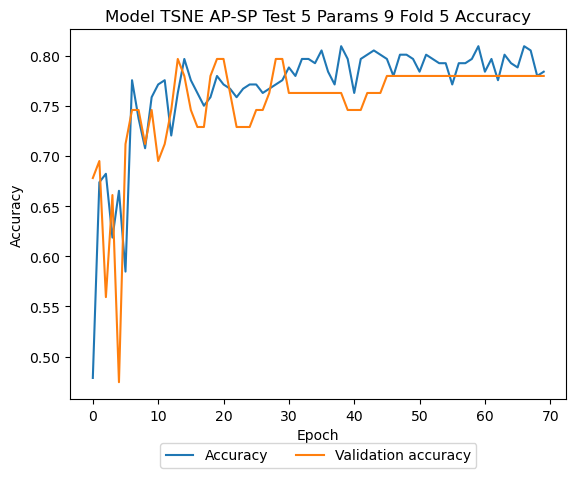 Model TSNE AP-SP Test 5 Params 9 Fold 5 Accuracy
0.80
0.75
0.70
0.65
0.60
0.55
0.50
Accuracy
0 10 20 30 40 50 60 70
Epoch
Accuracy Validation accuracy